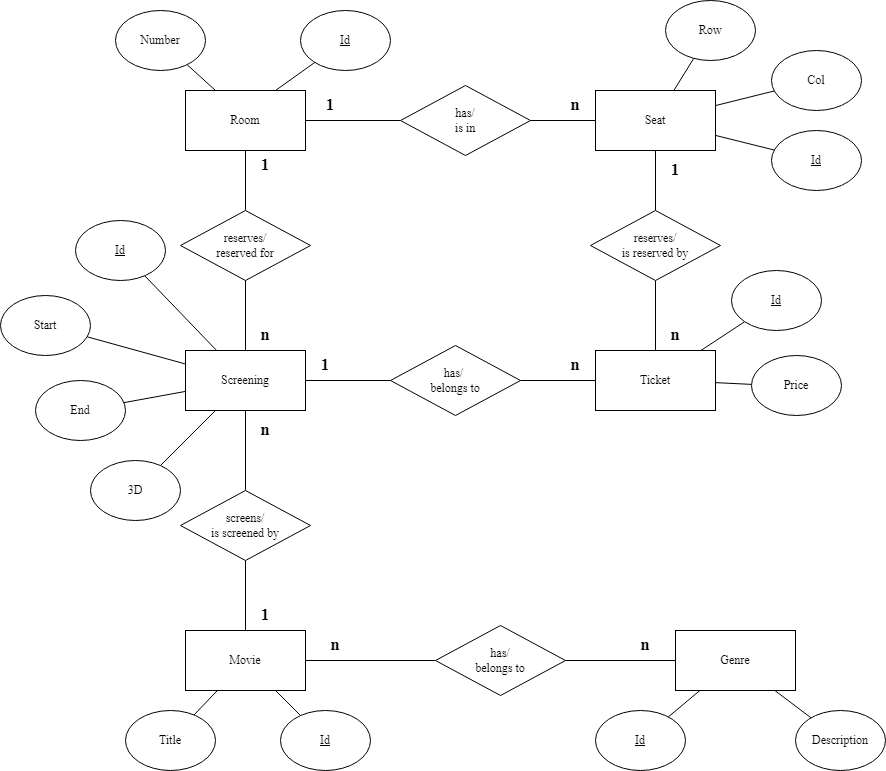 Row
Number
Id
Col
1
n
has/
is in
Room
Seat
Id
1
1
reserves/
reserved for
reserves/
is reserved by
Id
Id
Start
n
n
1
n
has/
belongs to
Screening
Ticket
Price
End
n
3D
screens/
is screened by
1
n
n
has/
belongs to
Movie
Genre
Title
Id
Id
Description